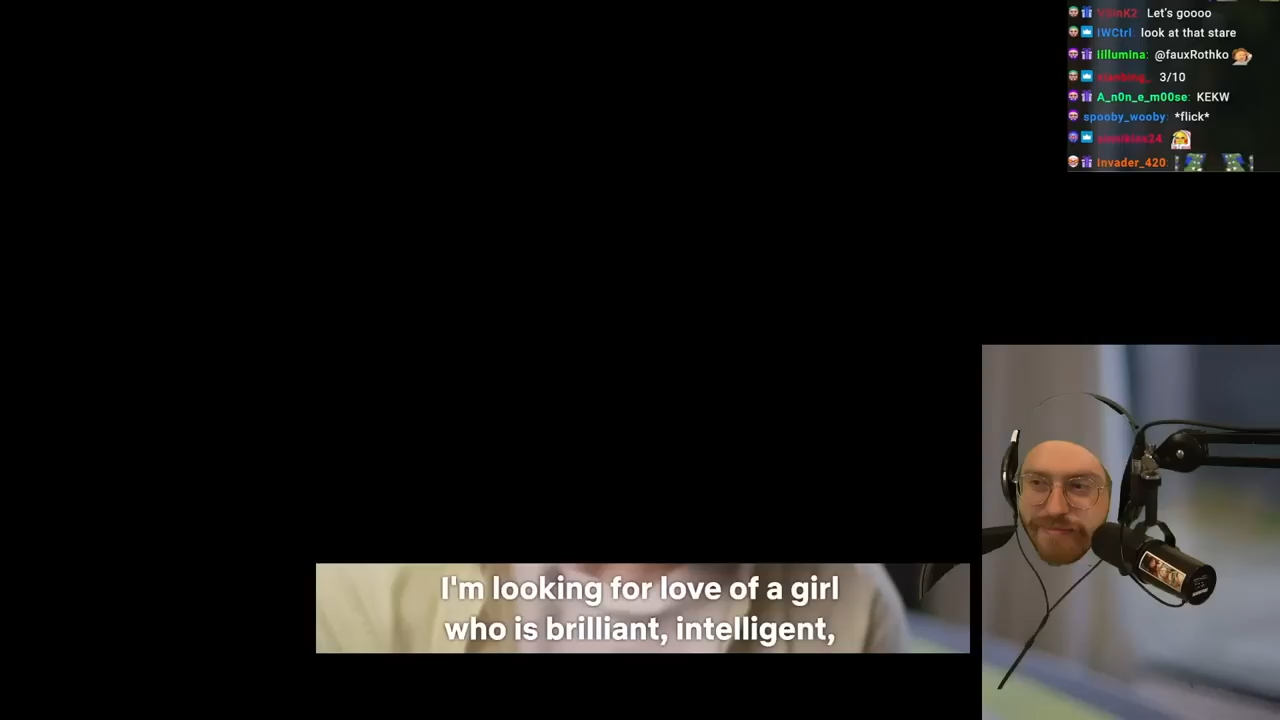 Let's goooo
IWCtrl: look at that stare
Iillumina: @fauxRothko
3/10
A_n0n_e_m00se: KEKW
spooby_wooby: *flick*
Invader_420:
I'm looking for love of a girl
who is brilliant, intelligent,